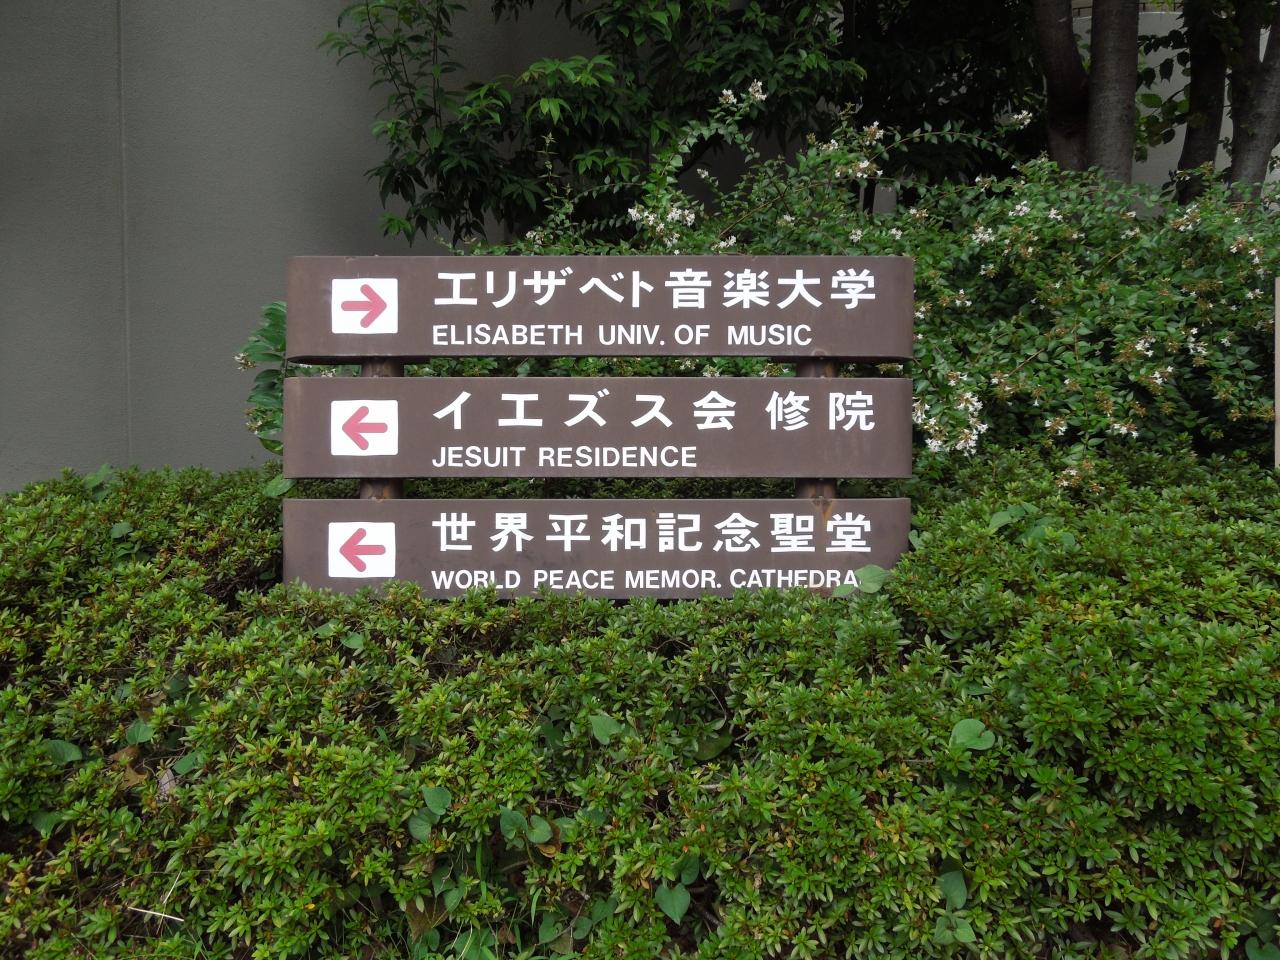 エリザベト音楽大学
ELISABETH UNIV. OF MUSIC
イエズス会 修院
JESUIT RESIDENCE
世界平和記念聖堂
WORLD PEACE MEMOR. CATHEDRA